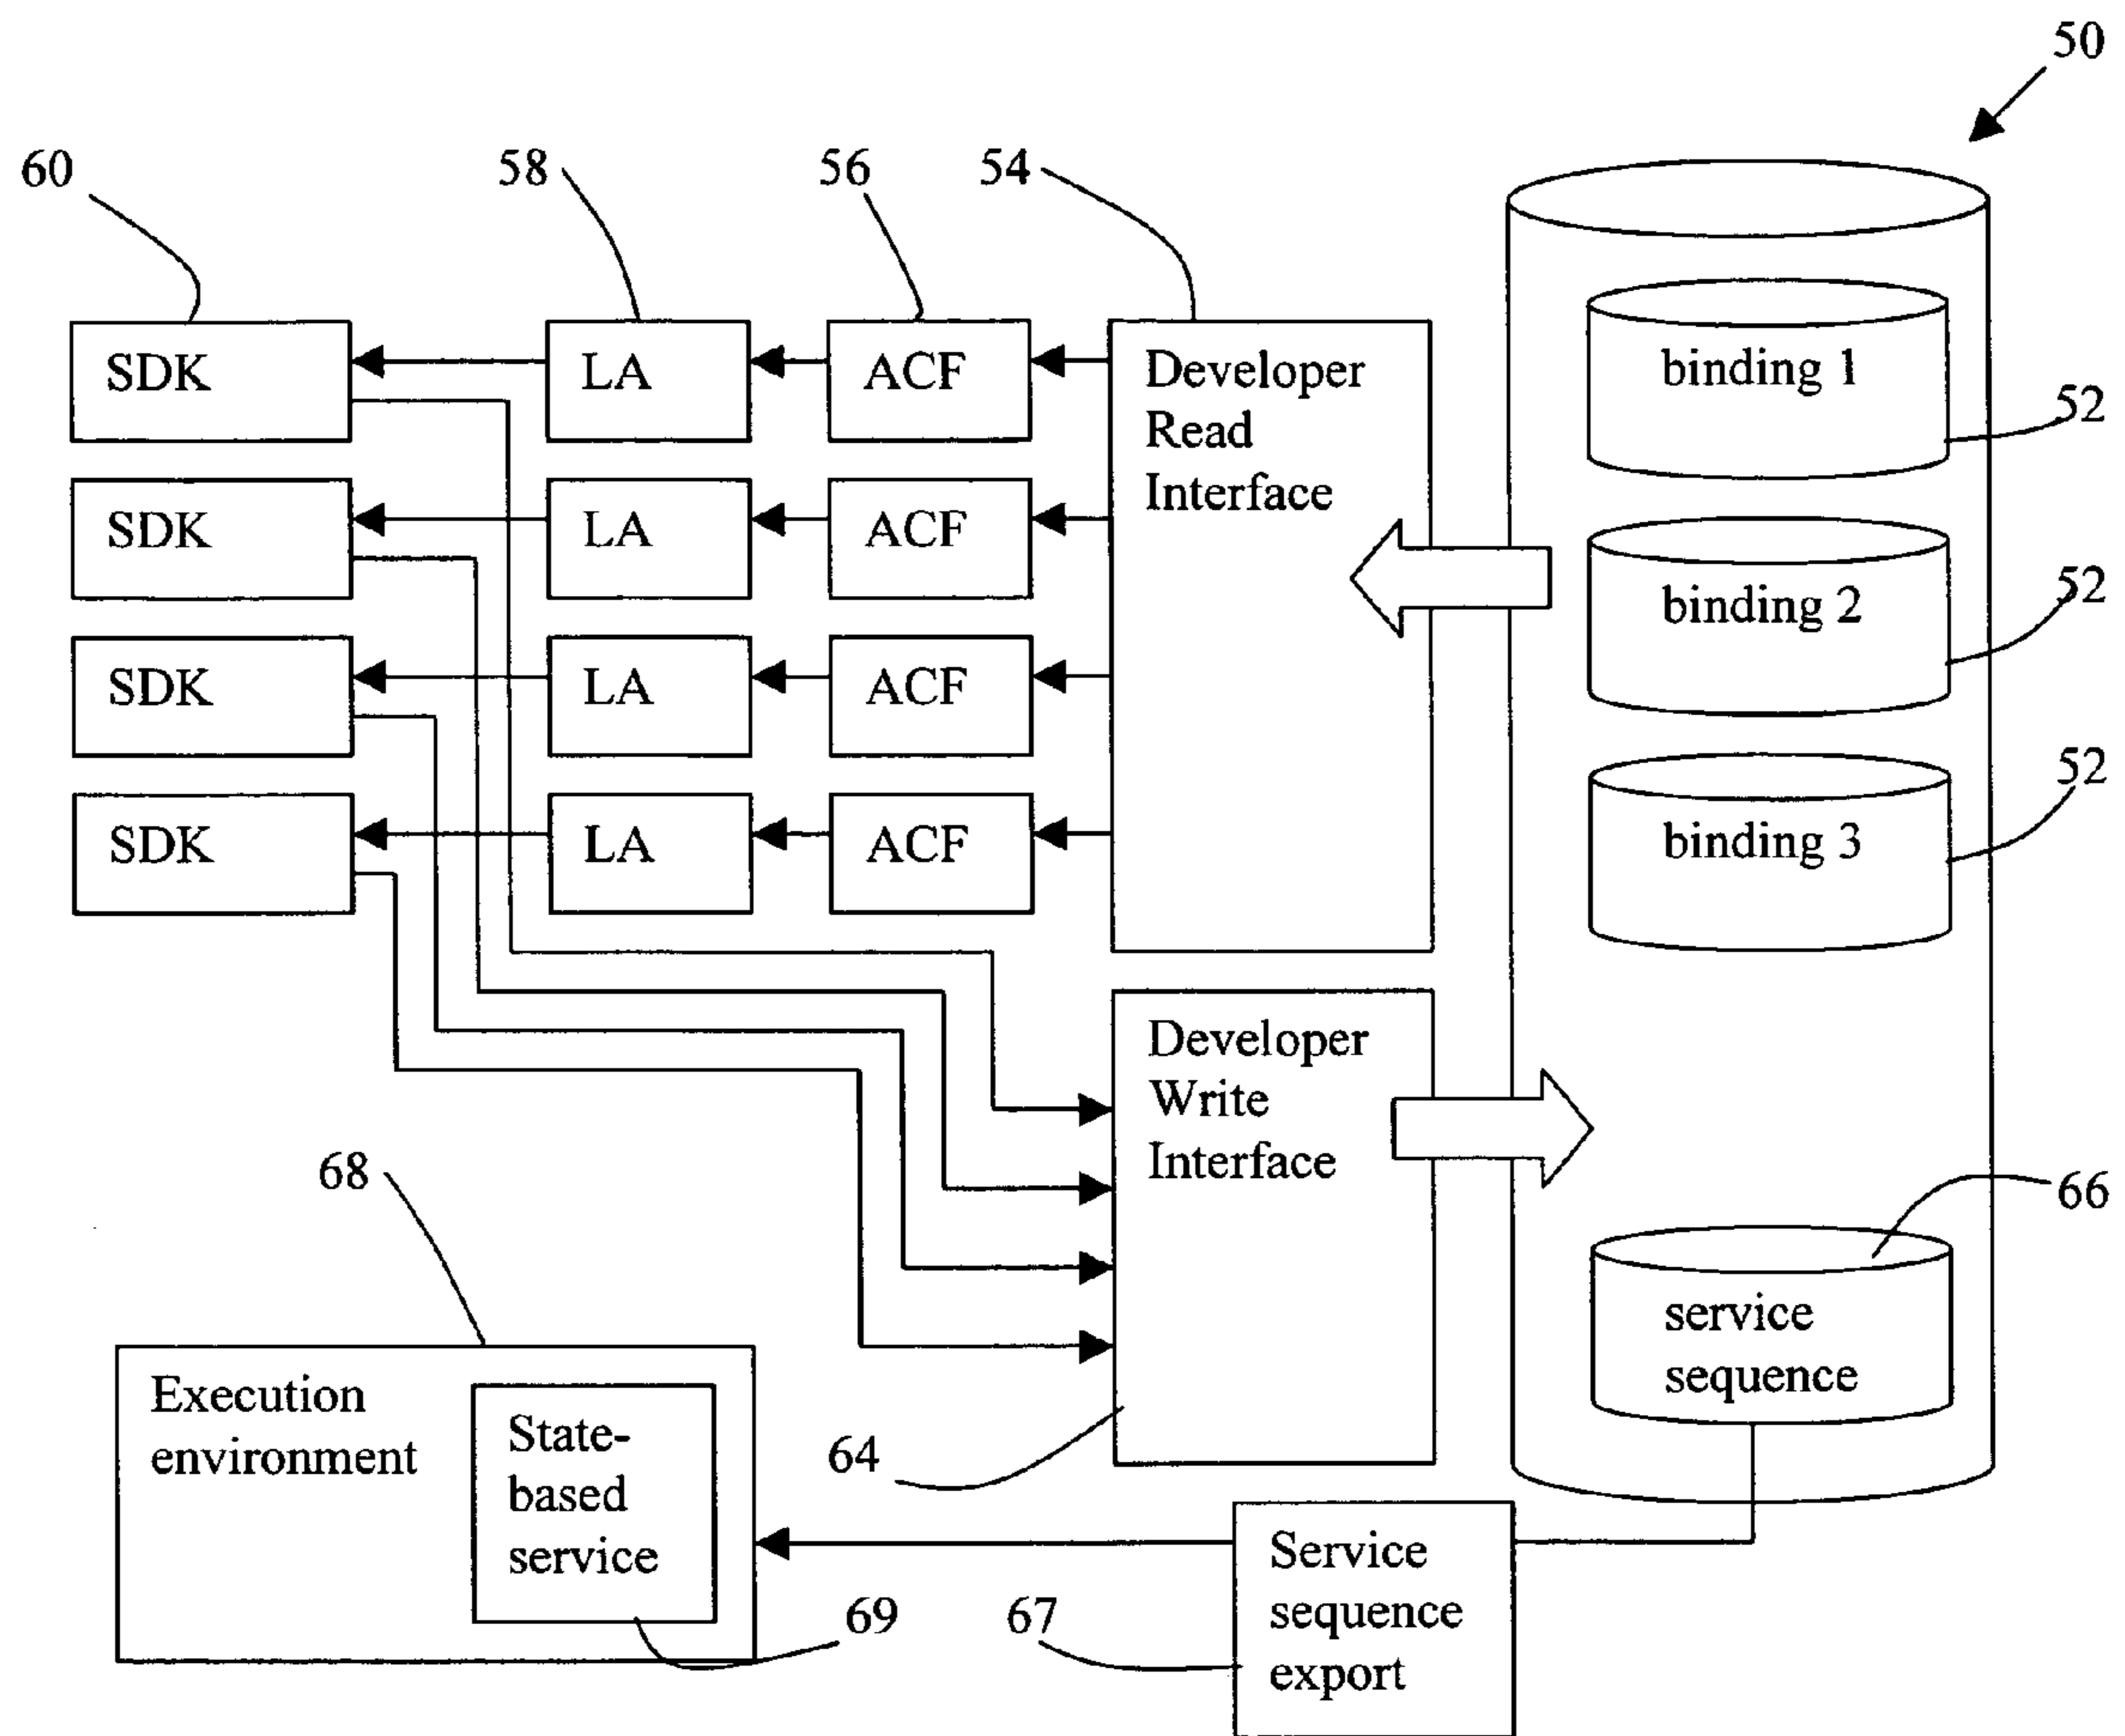 50
60
58
56
54
SDK
LA
ACF
Developer
Read
Interface
binding 1
52
SDK
LA
ACF
binding 2
52
SDK
LA
ACF
binding 3
52
SDK
LA
ACF
Developer
Write
Interface
64
service
sequence
66
68
Execution
environment
State-
based
service
69
67
Service
sequence
export